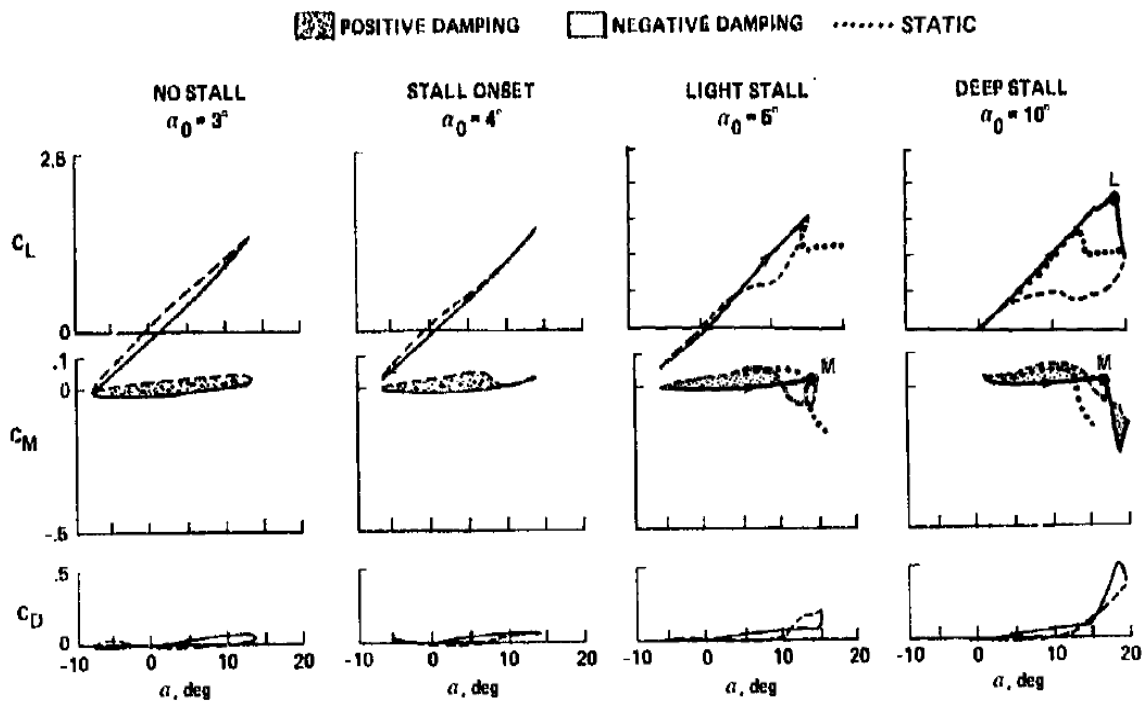 POSITIVE DAMPING NEGATIVE DAMPING STATIC
NO STALL STALL ONSET LIGHT STALL DEEP STALL
α0 = 3° α0 = 4° α0 = 6° α0 = 10°
2.8
L
CL
0
.1
0
M M
CM
-.5
.5
CD
0
-10 0 10 20 -10 0 10 20 -10 0 10 20 -10 0 10 20
α, deg α, deg α, deg α, deg